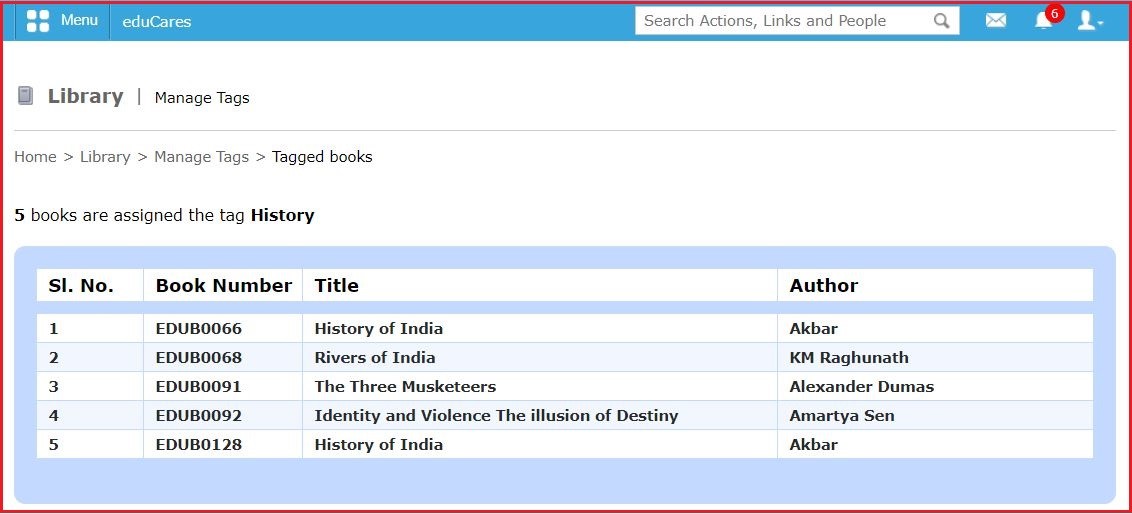 Menu eduCares Search Actions, Links and People 6
Library | Manage Tags
Home > Library > Manage Tags > Tagged books
5 books are assigned the tag History
Sl. No. Book Number Title Author
1 EDUB0066 History of India Akbar
2 EDUB0068 Rivers of India KM Raghunath
3 EDUB0091 The Three Musketeers Alexander Dumas
4 EDUB0092 Identity and Violence The illusion of Destiny Amartya Sen
5 EDUB0128 History of India Akbar